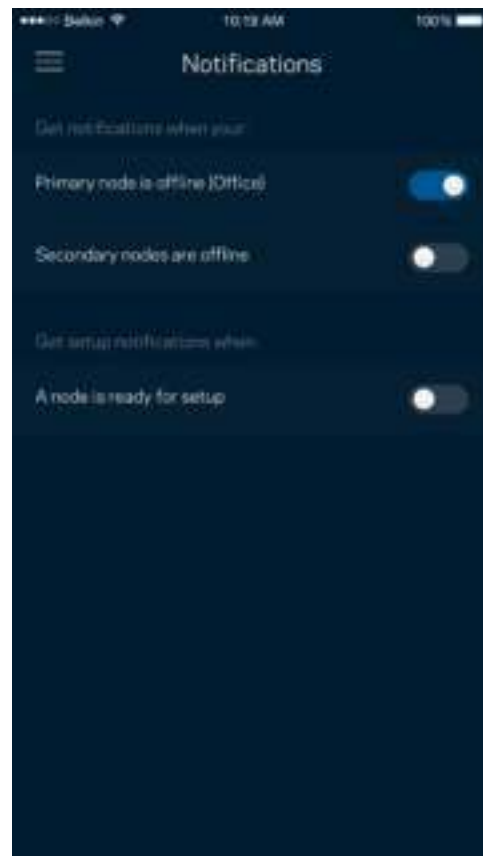 Belkin 10:19 AM 100%
Notifications
Get notifications when your:
Primary node is offline (Office)
Secondary nodes are offline
Get setup notifications when:
A node is ready for setup